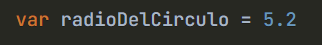 var radioDelCirculo = 5.2